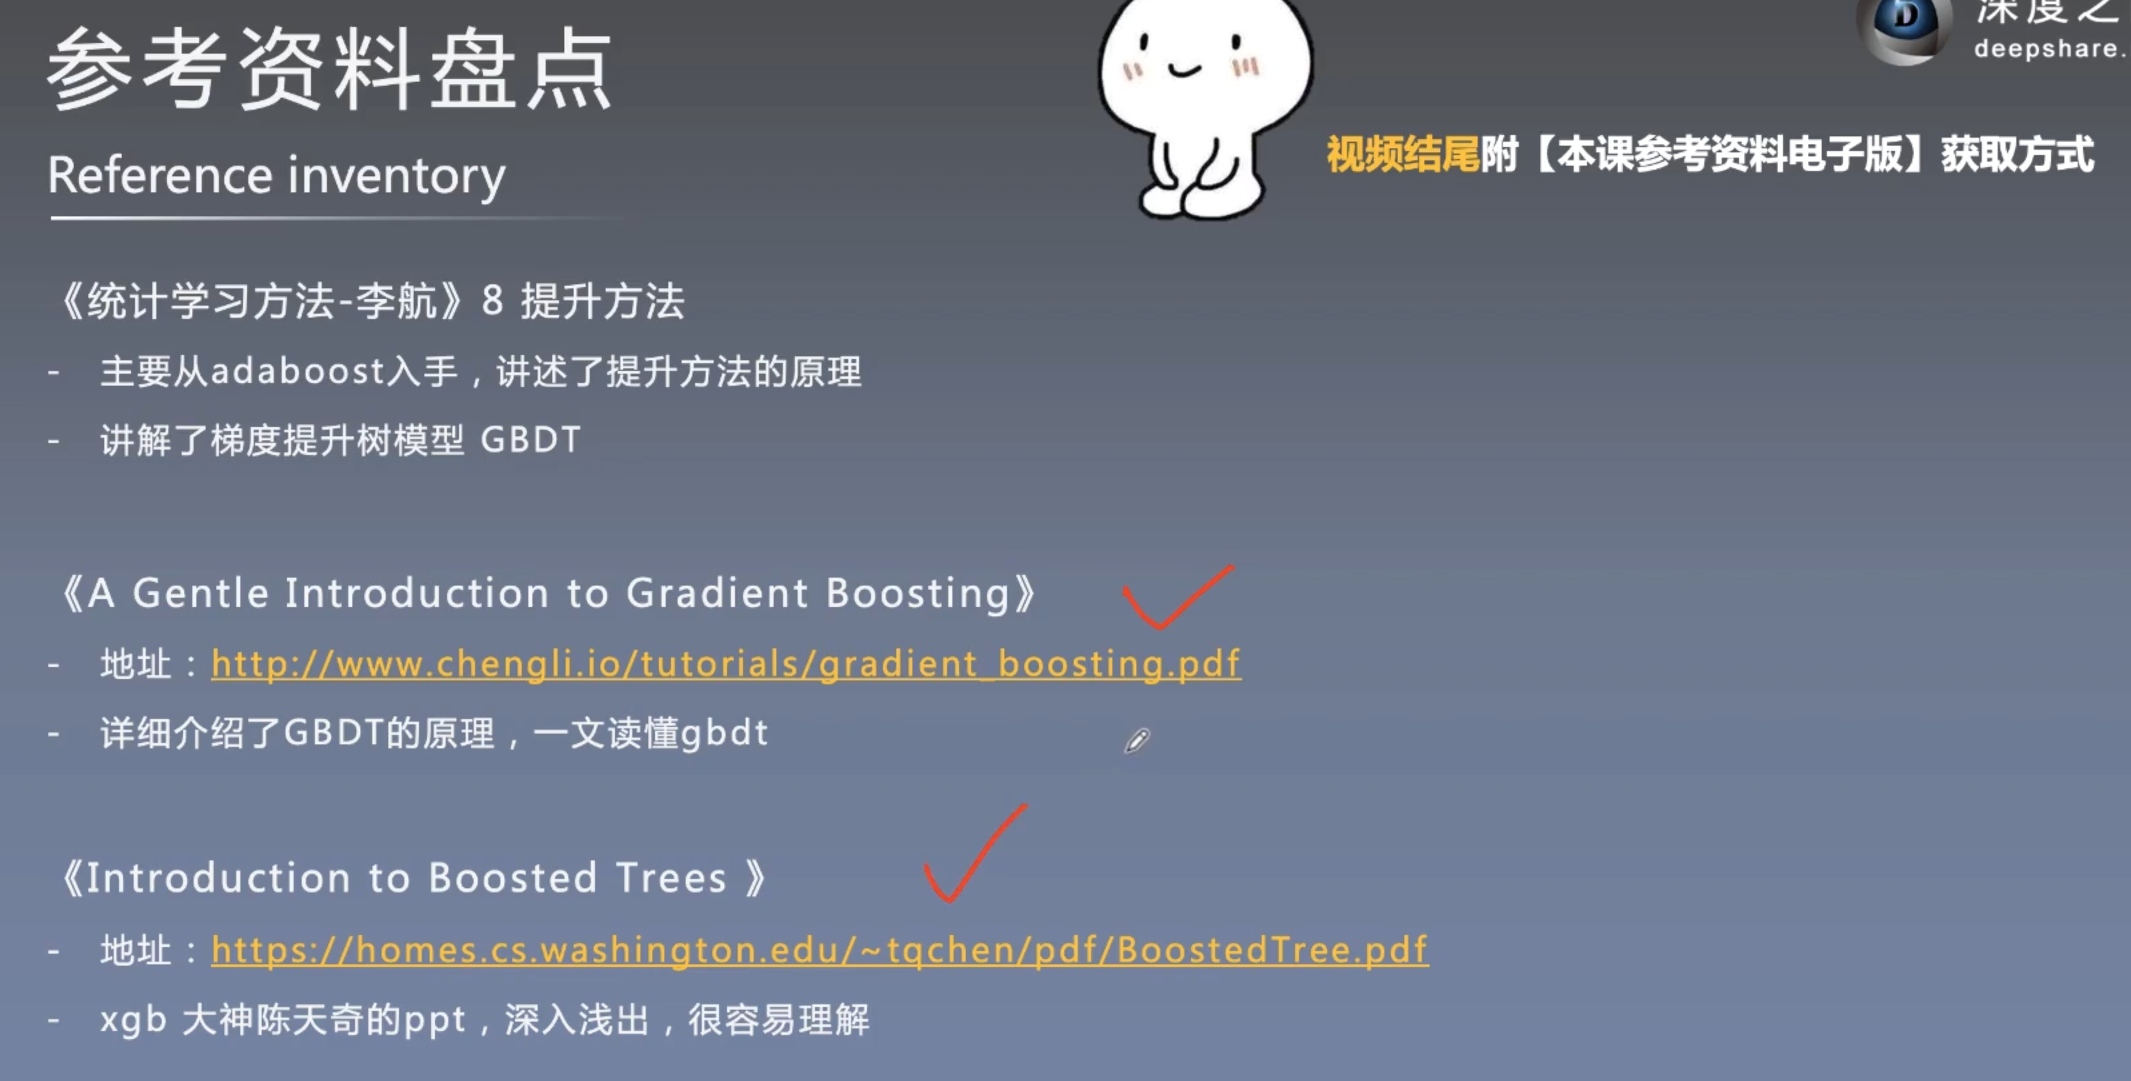 参考资料盘点
Reference inventory
深度之
deepshare.
视频结尾附【本课参考资料电子版】获取方式
《统计学习方法-李航》8 提升方法
- 主要从adaboost入手，讲述了提升方法的原理
- 讲解了梯度提升树模型 GBDT
《A Gentle Introduction to Gradient Boosting》
- 地址：http://www.chengli.io/tutorials/gradient_boosting.pdf
- 详细介绍了GBDT的原理，一文读懂gbdt
《Introduction to Boosted Trees 》
- 地址：https://homes.cs.washington.edu/~tqchen/pdf/BoostedTree.pdf
- xgb 大神陈天奇的ppt，深入浅出，很容易理解